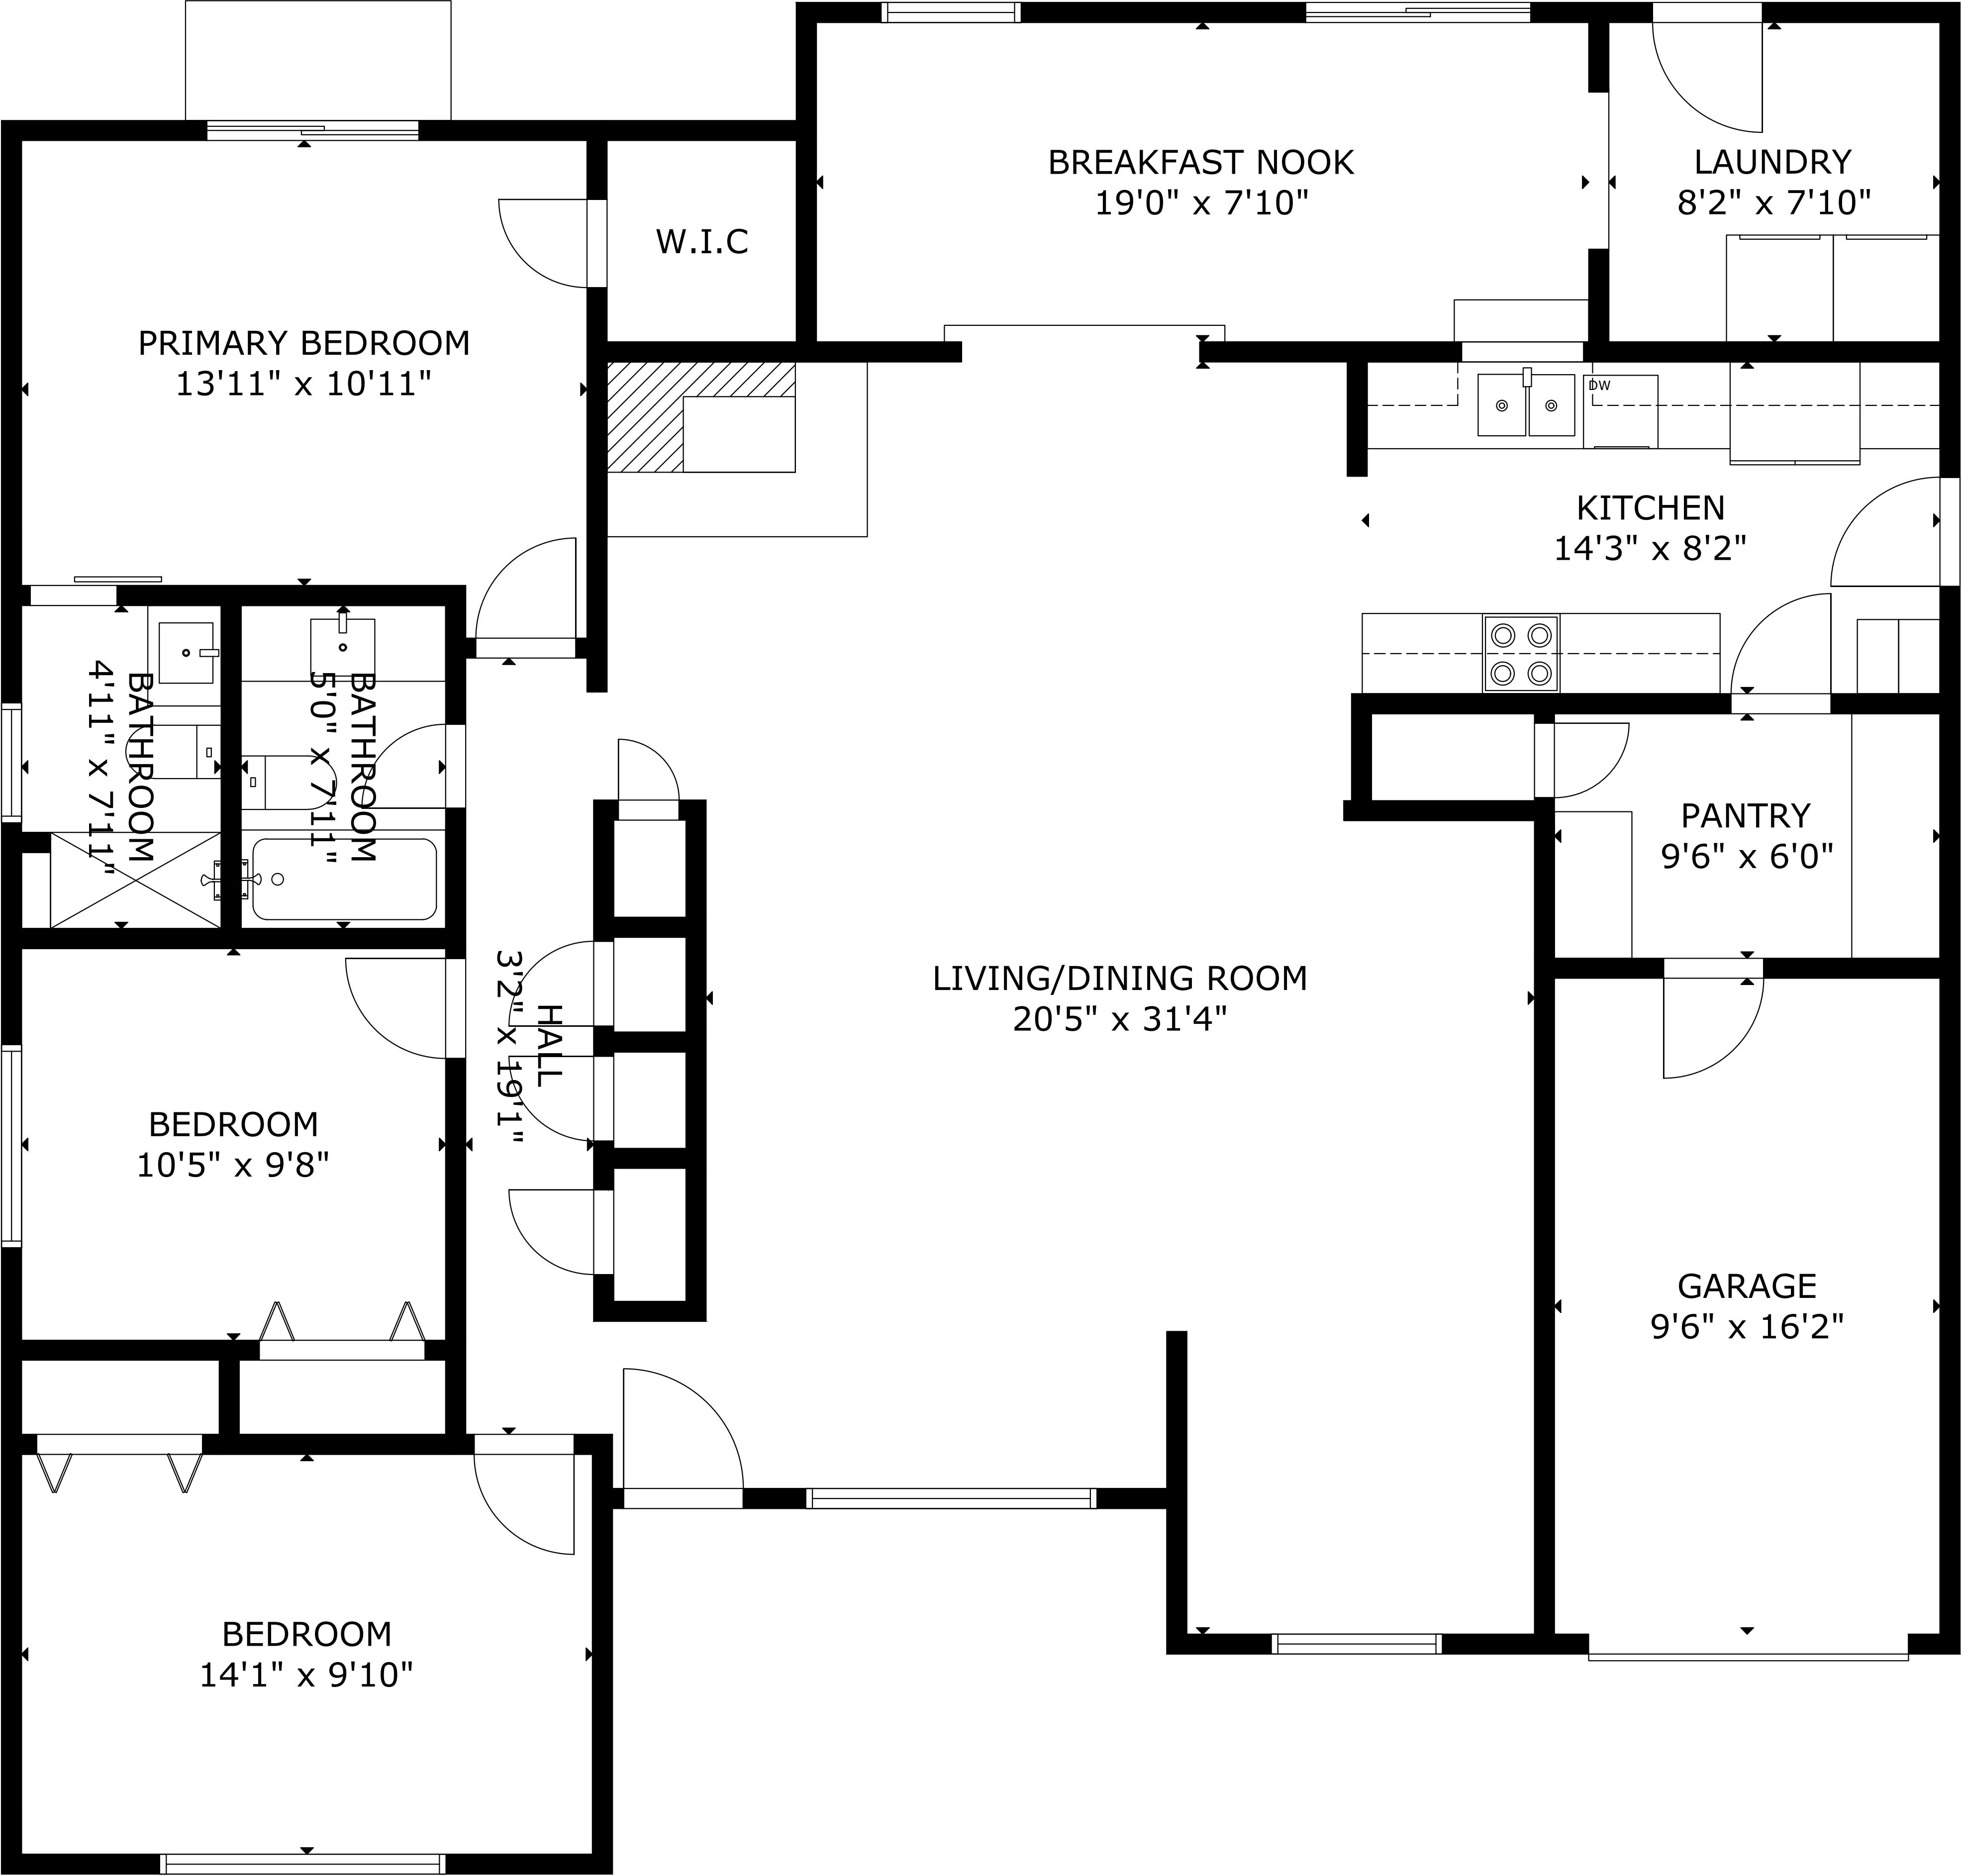 BREAKFAST NOOK
19'0" x 7'10"
LAUNDRY
8'2" x 7'10"
W.I.C
PRIMARY BEDROOM
13'11" x 10'11"
DW
KITCHEN
14'3" x 8'2"
BATHROOM
4'11" x 7'11"
BATHROOM
5'0" x 7'11"
PANTRY
9'6" x 6'0"
LIVING/DINING ROOM
20'5" x 31'4"
HALL
3'2" x 19'1"
BEDROOM
10'5" x 9'8"
GARAGE
9'6" x 16'2"
BEDROOM
14'1" x 9'10"